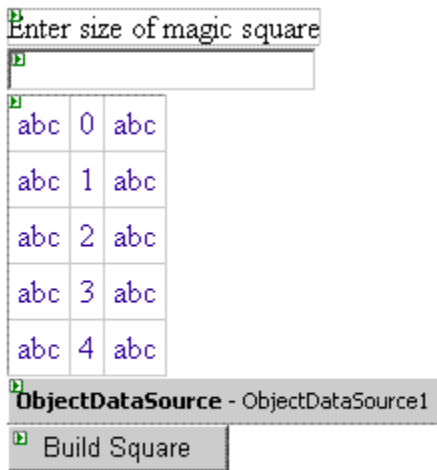 Enter size of magic square
abc 0 abc
abc 1 abc
abc 2 abc
abc 3 abc
abc 4 abc
ObjectDataSource - ObjectDataSource1
Build Square